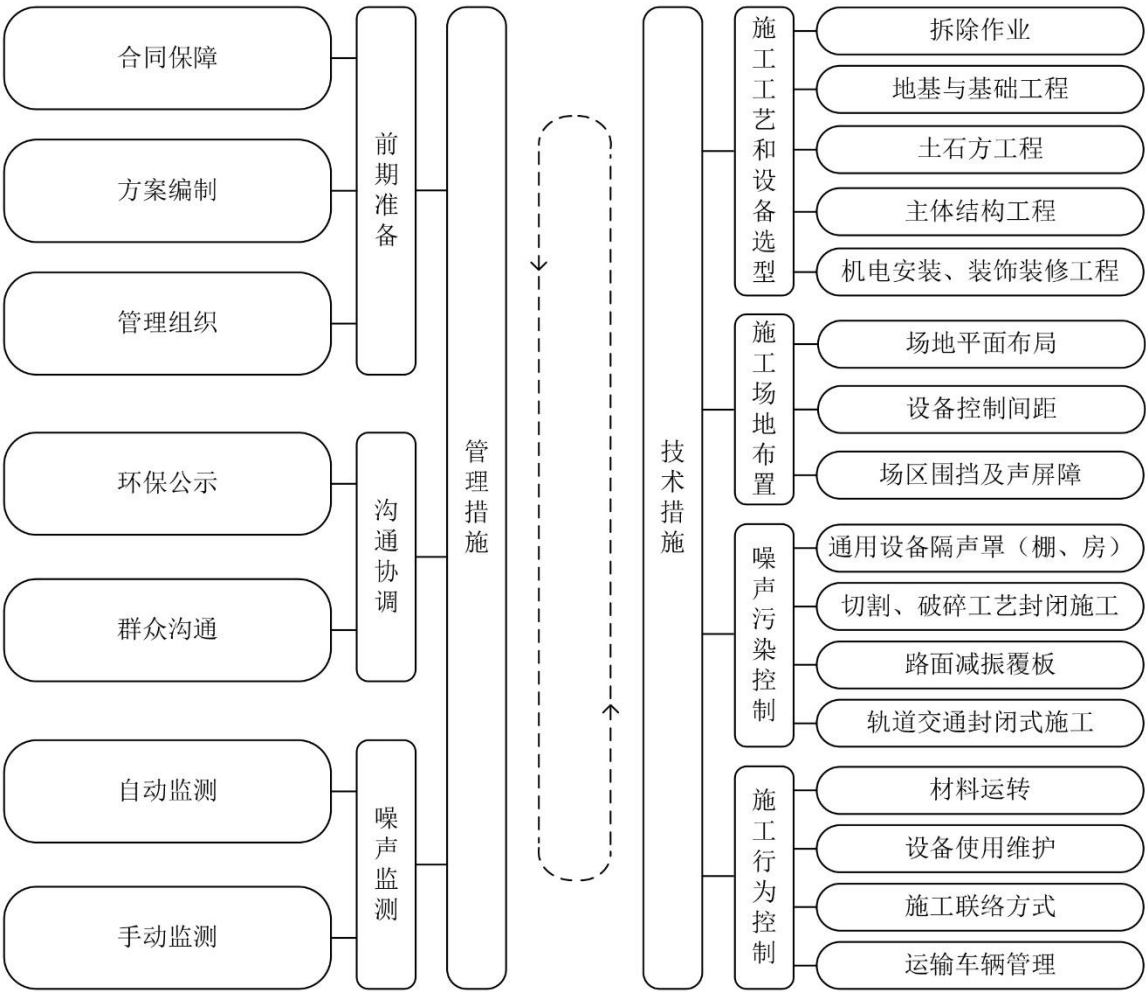 合同保障
方案编制
管理组织
前期准备
环保公示
群众沟通
沟通协调
自动监测
手动监测
噪声监测
管理措施
技术措施
施工工艺和设备选型
拆除作业
地基与基础工程
土石方工程
主体结构工程
机电安装、装饰装修工程
施工场地布置
场地平面布局
设备控制间距
场区围挡及声屏障
噪声污染控制
通用设备隔声罩（棚、房）
切割、破碎工艺封闭施工
路面减振覆板
轨道交通封闭式施工
施工行为控制
材料运转
设备使用维护
施工联络方式
运输车辆管理